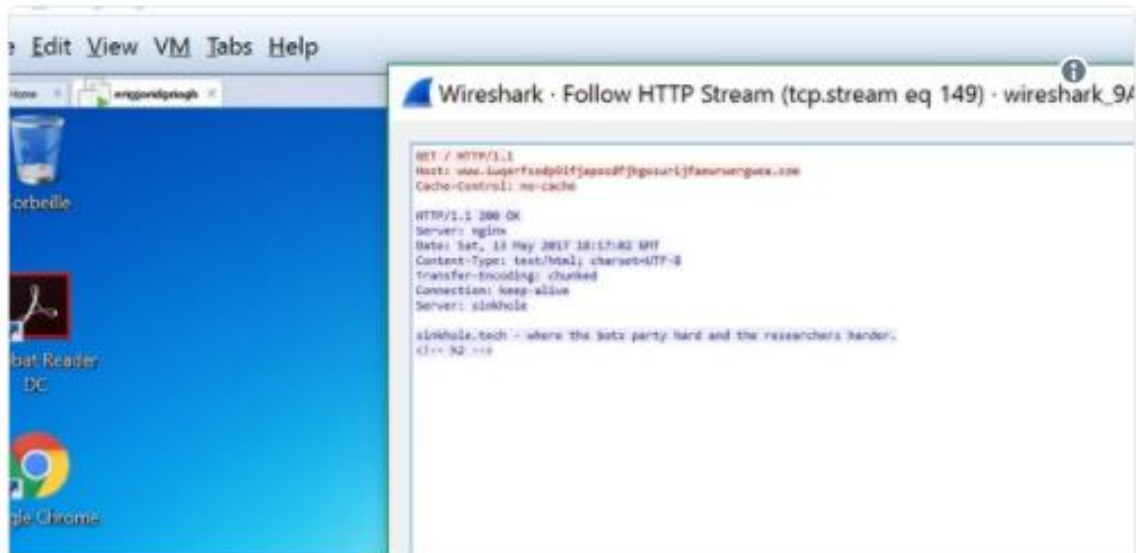 Edit View VM Tabs Help
Wireshark · Follow HTTP Stream (tcp.stream eq 149) · wireshark_9A
orbeille
GET / HTTP/1.1
Host:
Cache-Control: no-cache
HTTP/1.1 200 OK
Server: nginx
Date: Sat, 13 May 2017 GMT
Content-Type: text/html; charset=UTF-8
Transfer-Encoding: chunked
Connection: keep-alive
Server: sinkhole
sinkhole.tech - where the bots party hard and the researchers harder.
<!-- h2 -->
bat Reader
DC
gle Chrome